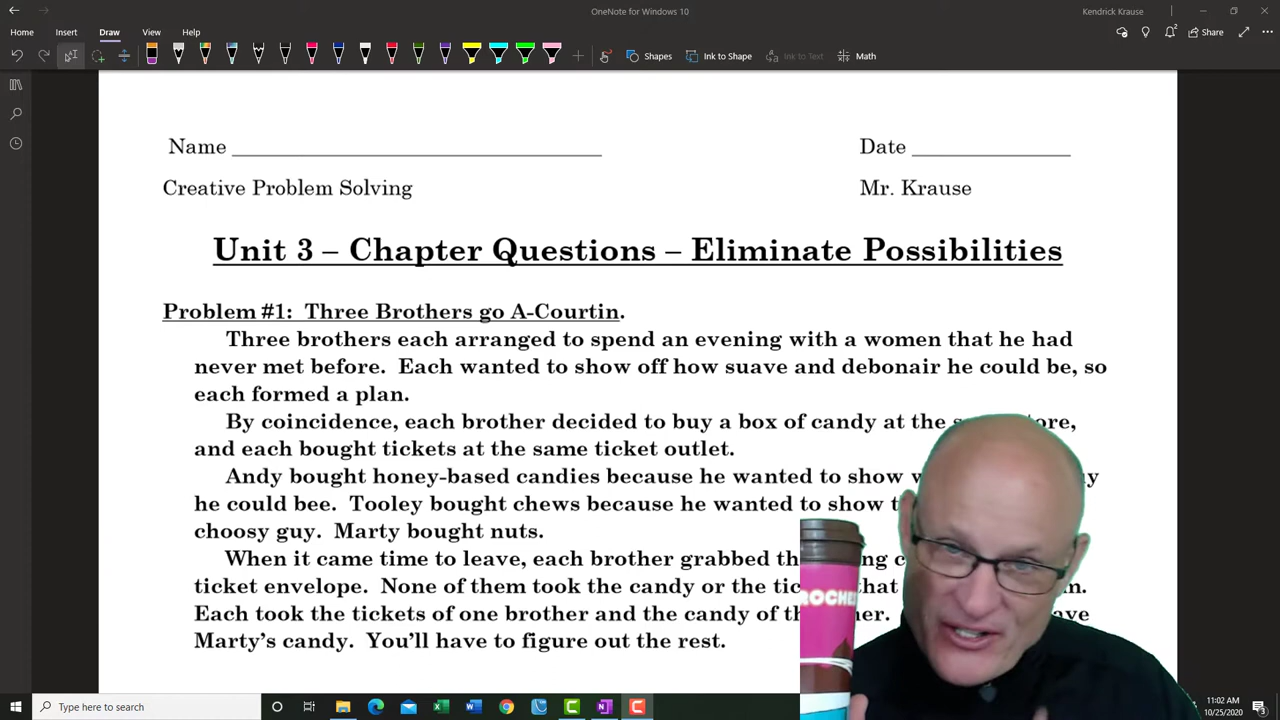 OneNote for Windows 10
Kendrick Krause
Home Insert Draw View Help
Shapes Ink to Shape Ink to Text Math
Share
Name ________________________________ Date ______________
Creative Problem Solving Mr. Krause
Unit 3 – Chapter Questions – Eliminate Possibilities
Problem #1: Three Brothers go A-Courtin.
Three brothers each arranged to spend an evening with a women that he had
never met before. Each wanted to show off how suave and debonair he could be, so
each formed a plan.
By coincidence, each brother decided to buy a box of candy at the
and each bought tickets at the same ticket outlet.
Andy bought honey-based candies because he wanted to show
he could bee. Tooley bought chews because he wanted to show
choosy guy. Marty bought nuts.
When it came time to leave, each brother grabbed
ticket envelope. None of them took the candy or the that
Each took the tickets of one brother and the candy of
Marty's candy. You'll have to figure out the rest.
Type here to search
11:02 AM
10/25/2020